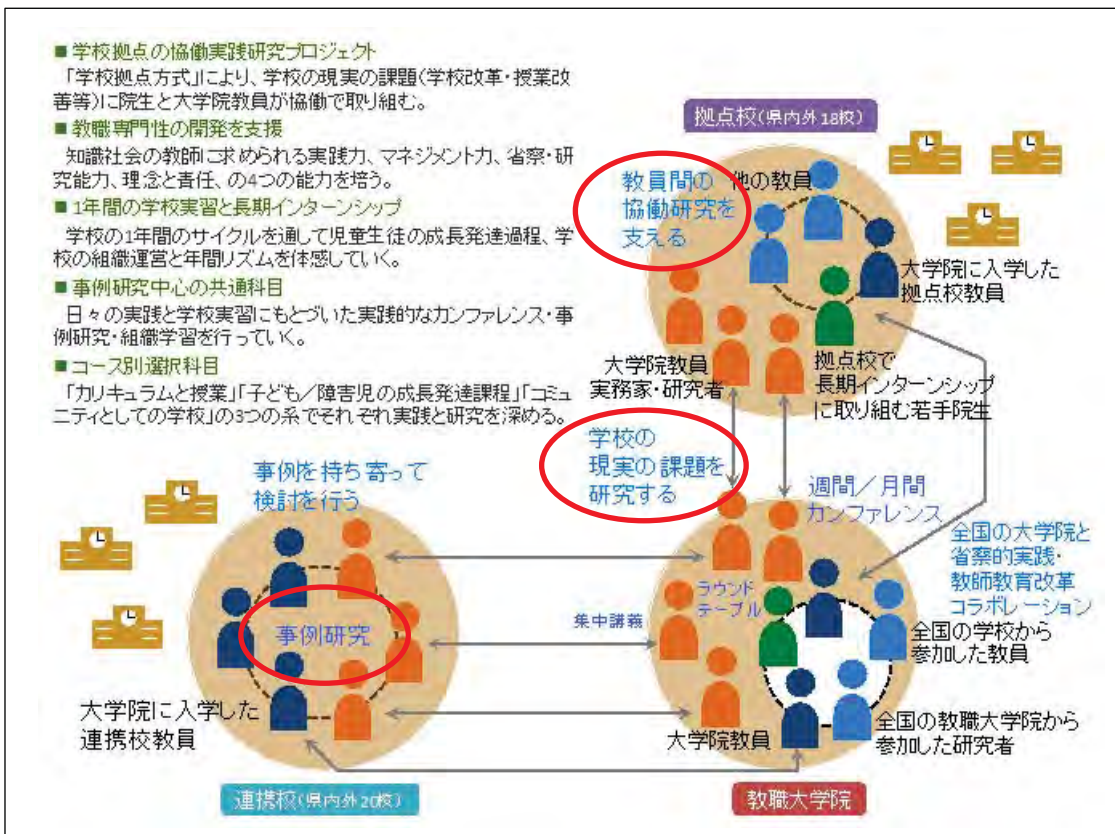 ■ 学校拠点の協働実践研究プロジェクト
「学校拠点方式」により、学校の現実の課題(学校改革・授業改
善等)に院生と大学院教員が協働で取り組む。
■ 教職専門性の開発を支援
知識社会の教師に求められる実践力、マネジメント力、省察・研
究能力、理念と責任、の4つの能力を培う。
■ 1年間の学校実習と長期インターンシップ
学校の1年間のサイクルを通して児童生徒の成長発達過程、学
校の組織運営と年間リズムを体感していく。
■ 事例研究中心の共通科目
日々の実践と学校実習にもとづいた実践的なカンファレンス・事
例研究・組織学習を行っていく。
■ コース別選択科目
「カリキュラムと授業」「子ども/障害児の成長発達課程」「コミュ
ニティとしての学校」の3つの系でそれぞれ実践と研究を深める。
拠点校(県内外18校)
教員間の
協働研究を
支える
他の教員
大学院に入学した
拠点校教員
大学院教員
実務家・研究者
拠点校で
長期インターンシップ
に取り組む若手院生
学校の
現実の課題を
研究する
週間/月間
カンファレンス
事例を持ち寄って
検討を行う
事例研究
集中講義
ラウンド
テーブル
全国の大学院と
省察的実践・
教師教育改革
コラボレーション
全国の学校から
参加した教員
大学院に入学した
連携校教員
大学院教員
全国の教職大学院から
参加した研究者
連携校(県内外20校)
教職大学院